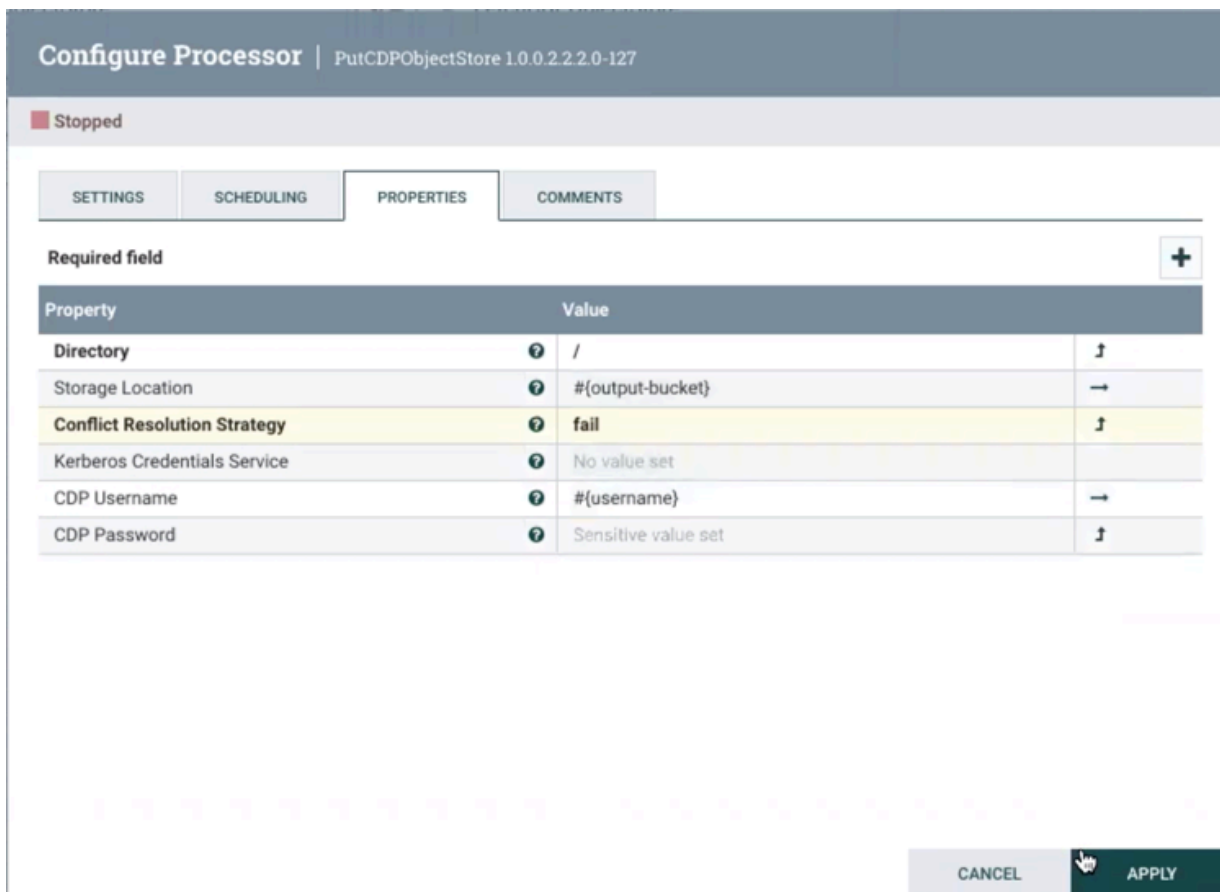 Configure Processor | PutCDPObjectStore 1.0.0.2.2.2.0-127
Stopped
SETTINGS SCHEDULING PROPERTIES COMMENTS
Required field
Property Value
Directory /
Storage Location #{output-bucket}
Conflict Resolution Strategy fail
Kerberos Credentials Service No value set
CDP Username #{username}
CDP Password Sensitive value set
CANCEL APPLY